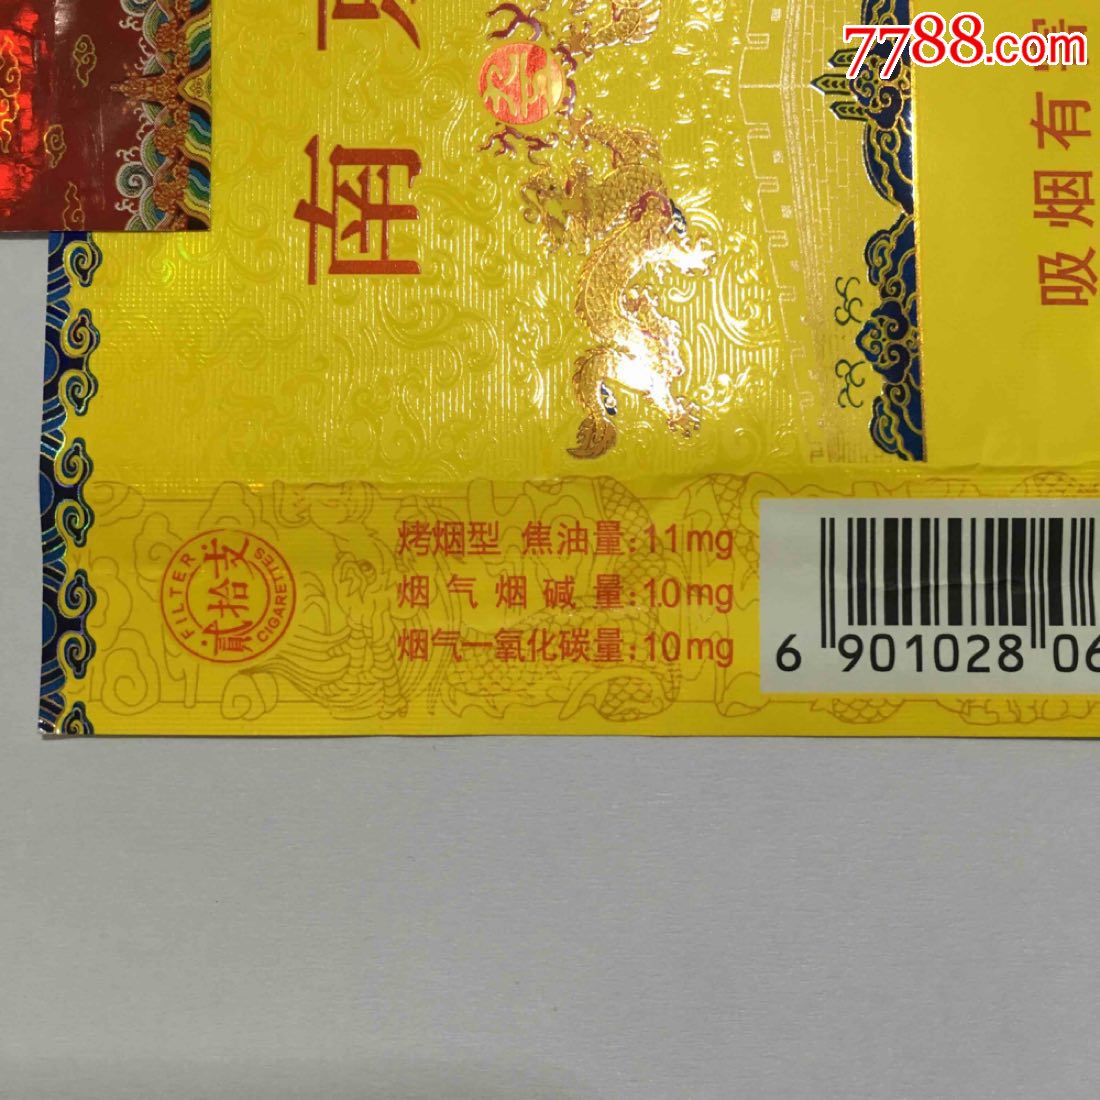 7788.com
南
吸烟有
烤烟型 焦油量:11mg
烟气烟碱量:1.0mg
烟气一氧化碳量:10mg
FILTER
貳拾支
CIGARETTES
6 901028 06